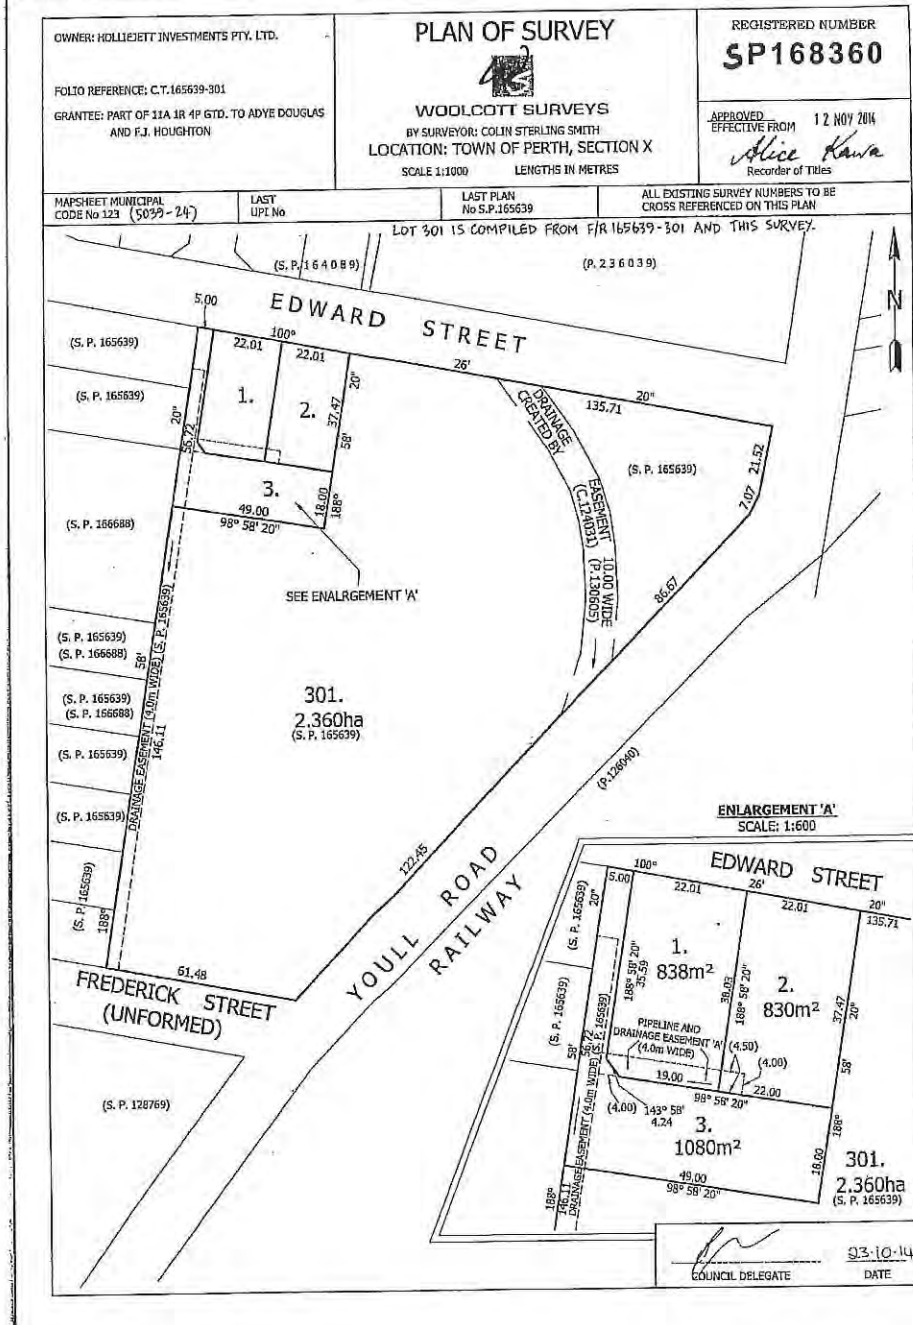 OWNER: HOLLIEJETT INVESTMENTS PTY. LTD.
FOLIO REFERENCE: C.T.165639-301
GRANTEE: PART OF 11A 1R 4P GTD. TO ADYE DOUGLAS
AND F.J. HOUGHTON
PLAN OF SURVEY
WOOLCOTT SURVEYS
BY SURVEYOR: COLIN STERLING SMITH
LOCATION: TOWN OF PERTH, SECTION X
SCALE 1:1000 LENGTHS IN METRES
REGISTERED NUMBER
SP168360
APPROVED
EFFECTIVE FROM 12 NOV 2014
Alice Kawa
Recorder of Titles
MAPSHEET MUNICIPAL
CODE No 123 (5039-24)
LAST
UPI No
LAST PLAN
No S.P.165639
ALL EXISTING SURVEY NUMBERS TO BE
CROSS REFERENCED ON THIS PLAN
LOT 301 IS COMPILED FROM F/R 165639-301 AND THIS SURVEY.
(S. P. 164089)
(P. 236039)
N
EDWARD STREET
5.00
100°
22.01
22.01
26'
20"
135.71
(S. P. 165639)
(S. P. 165639)
1.
2.
20"
37.47
58'
20"
56.72
3.
18.00
188°
49.00
98° 58' 20"
(S. P. 166688)
SEE ENALRGEMENT 'A'
DRAINAGE EASEMENT 10.00 WIDE
CREATED BY (C.124031) (P.130605)
(S. P. 165639)
21.52
7.07
86.67
(S. P. 165639)
(S. P. 166688)
58'
(S. P. 165639)
(S. P. 166688)
(S. P. 165639)
(S. P. 165639)
(S. P. 165639)
DRAINAGE EASEMENT (4.0m WIDE) (S. P. 165639)
146.11
188°
301.
2.360ha
(S. P. 165639)
122.45
(P.126040)
YOULL ROAD
RAILWAY
61.48
FREDERICK STREET
(UNFORMED)
(S. P. 128769)
ENLARGEMENT 'A'
SCALE: 1:600
EDWARD STREET
5.00
100°
22.01
26'
22.01
20"
135.71
(S. P. 165639)
20"
(S. P. 165639)
1.
838m²
188° 58' 20"
35.59
39.03
188° 58' 20"
2.
830m²
37.47
20"
58'
56.72
58'
PIPELINE AND
DRAINAGE EASEMENT 'A'
(4.0m WIDE)
(4.50)
(4.00)
19.00
98° 58' 20"
22.00
(4.00)
143° 58'
4.24
3.
1080m²
188°
18.00
49.00
98° 58' 20"
188°
146.11
DRAINAGE EASEMENT (4.0m WIDE) (S. P. 165639)
301.
2.360ha
(S. P. 165639)
COUNCIL DELEGATE
23-10-14
DATE